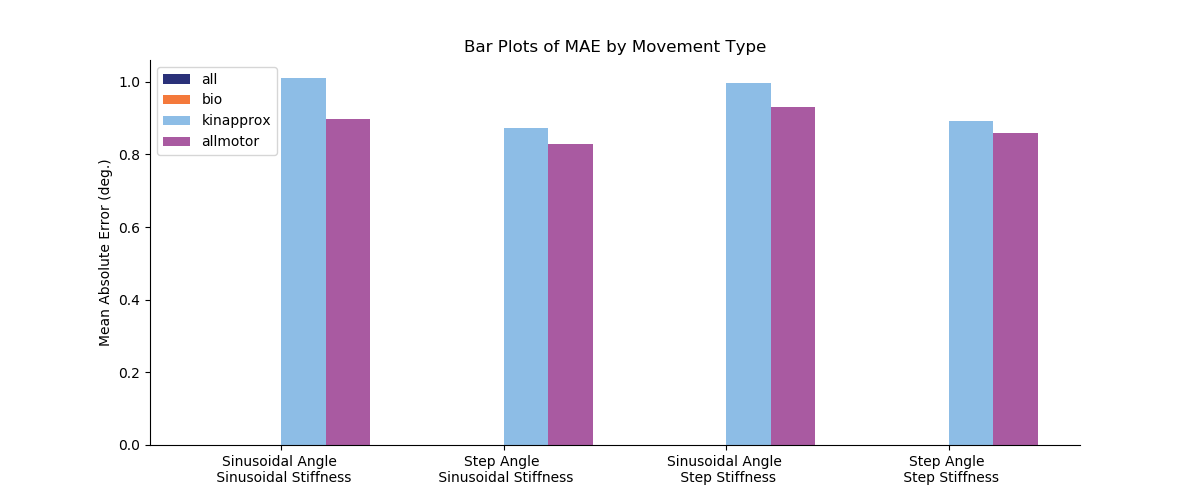 Bar Plots of MAE by Movement Type
all
bio
kinapprox
allmotor
Mean Absolute Error (deg.)
1.0
0.8
0.6
0.4
0.2
0.0
Sinusoidal Angle
Sinusoidal Stiffness
Step Angle
Sinusoidal Stiffness
Sinusoidal Angle
Step Stiffness
Step Angle
Step Stiffness